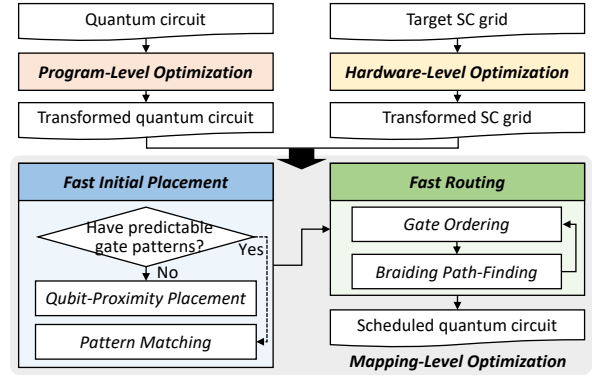 Quantum circuit
Target SC grid
Program-Level Optimization
Hardware-Level Optimization
Transformed quantum circuit
Transformed SC grid
Fast Initial Placement
Have predictable
gate patterns?
Yes
No
Qubit-Proximity Placement
Pattern Matching
Fast Routing
Gate Ordering
Braiding Path-Finding
Scheduled quantum circuit
Mapping-Level Optimization